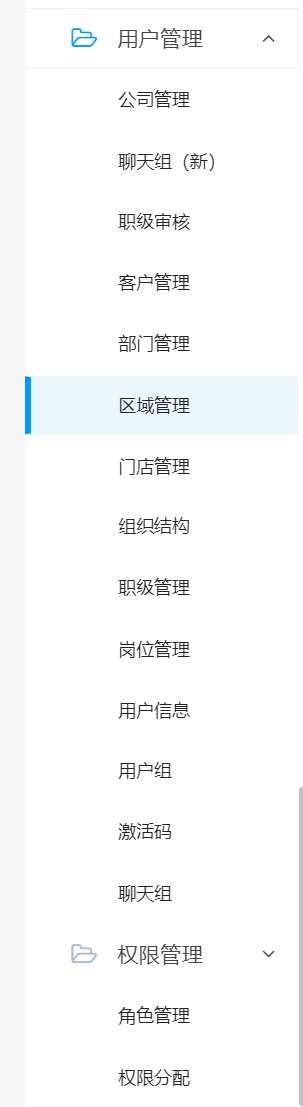 用户管理
公司管理
聊天组（新）
职级审核
客户管理
部门管理
区域管理
门店管理
组织结构
职级管理
岗位管理
用户信息
用户组
激活码
聊天组
权限管理
角色管理
权限分配